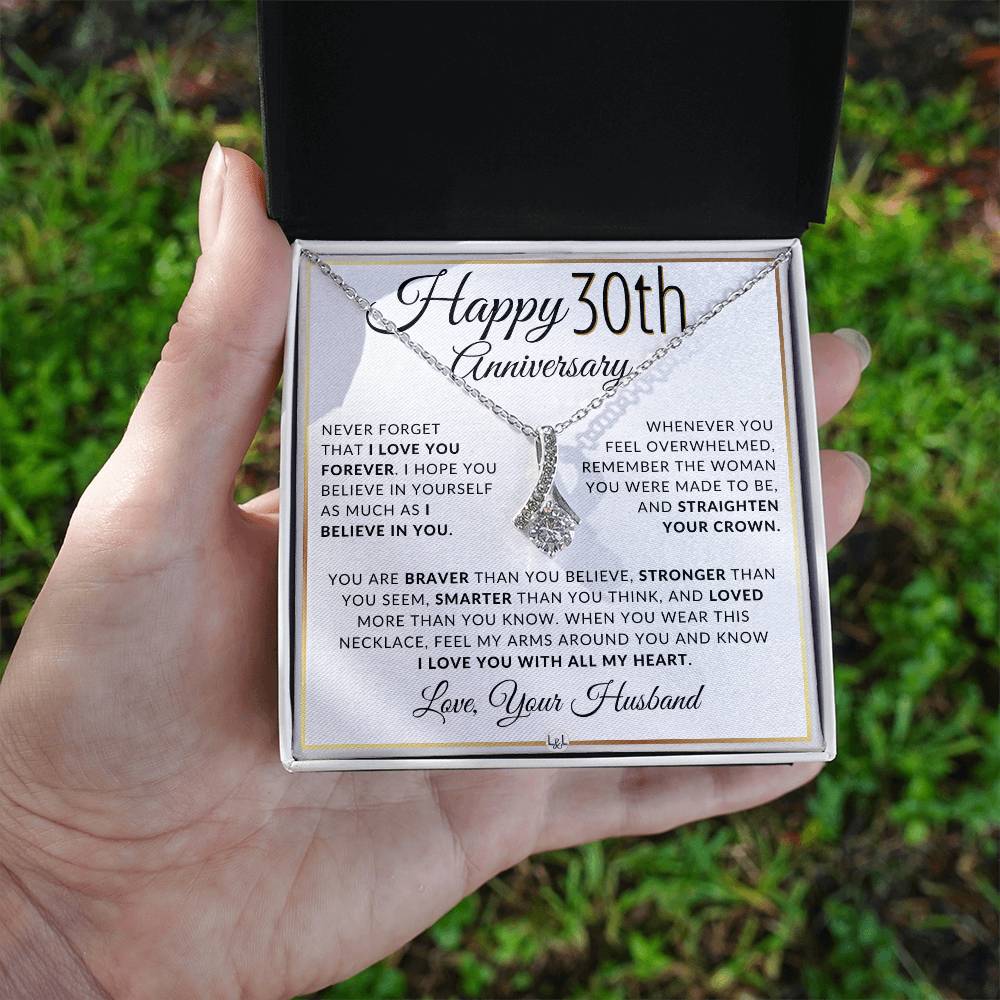 Happy 30th
Anniversary
NEVER FORGET
THAT I LOVE YOU
FOREVER. I HOPE YOU
BELIEVE IN YOURSELF
AS MUCH AS I
BELIEVE IN YOU.
WHENEVER YOU
FEEL OVERWHELMED,
REMEMBER THE WOMAN
YOU WERE MADE TO BE,
AND STRAIGHTEN
YOUR CROWN.
YOU ARE BRAVER THAN YOU BELIEVE, STRONGER THAN
YOU SEEM, SMARTER THAN YOU THINK, AND LOVED
MORE THAN YOU KNOW. WHEN YOU WEAR THIS
NECKLACE, FEEL MY ARMS AROUND YOU AND KNOW
I LOVE YOU WITH ALL MY HEART.
Love, Your Husband
L&L